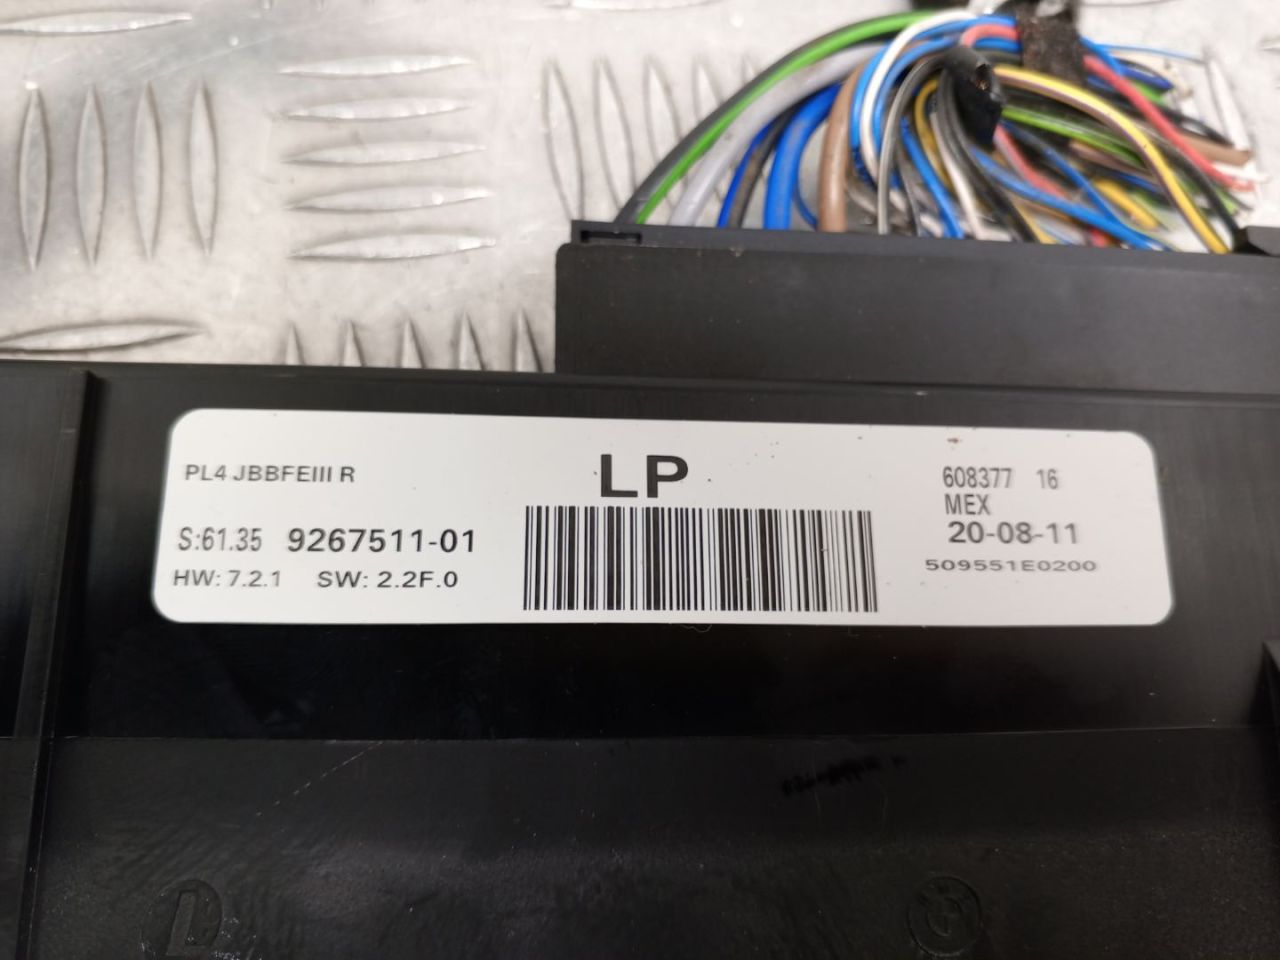 PL4 JBBFEIII R
LP
608377 16
MEX
S:61.35 9267511-01
20-08-11
HW: 7.2.1 SW: 2.2F.0
509551E0200